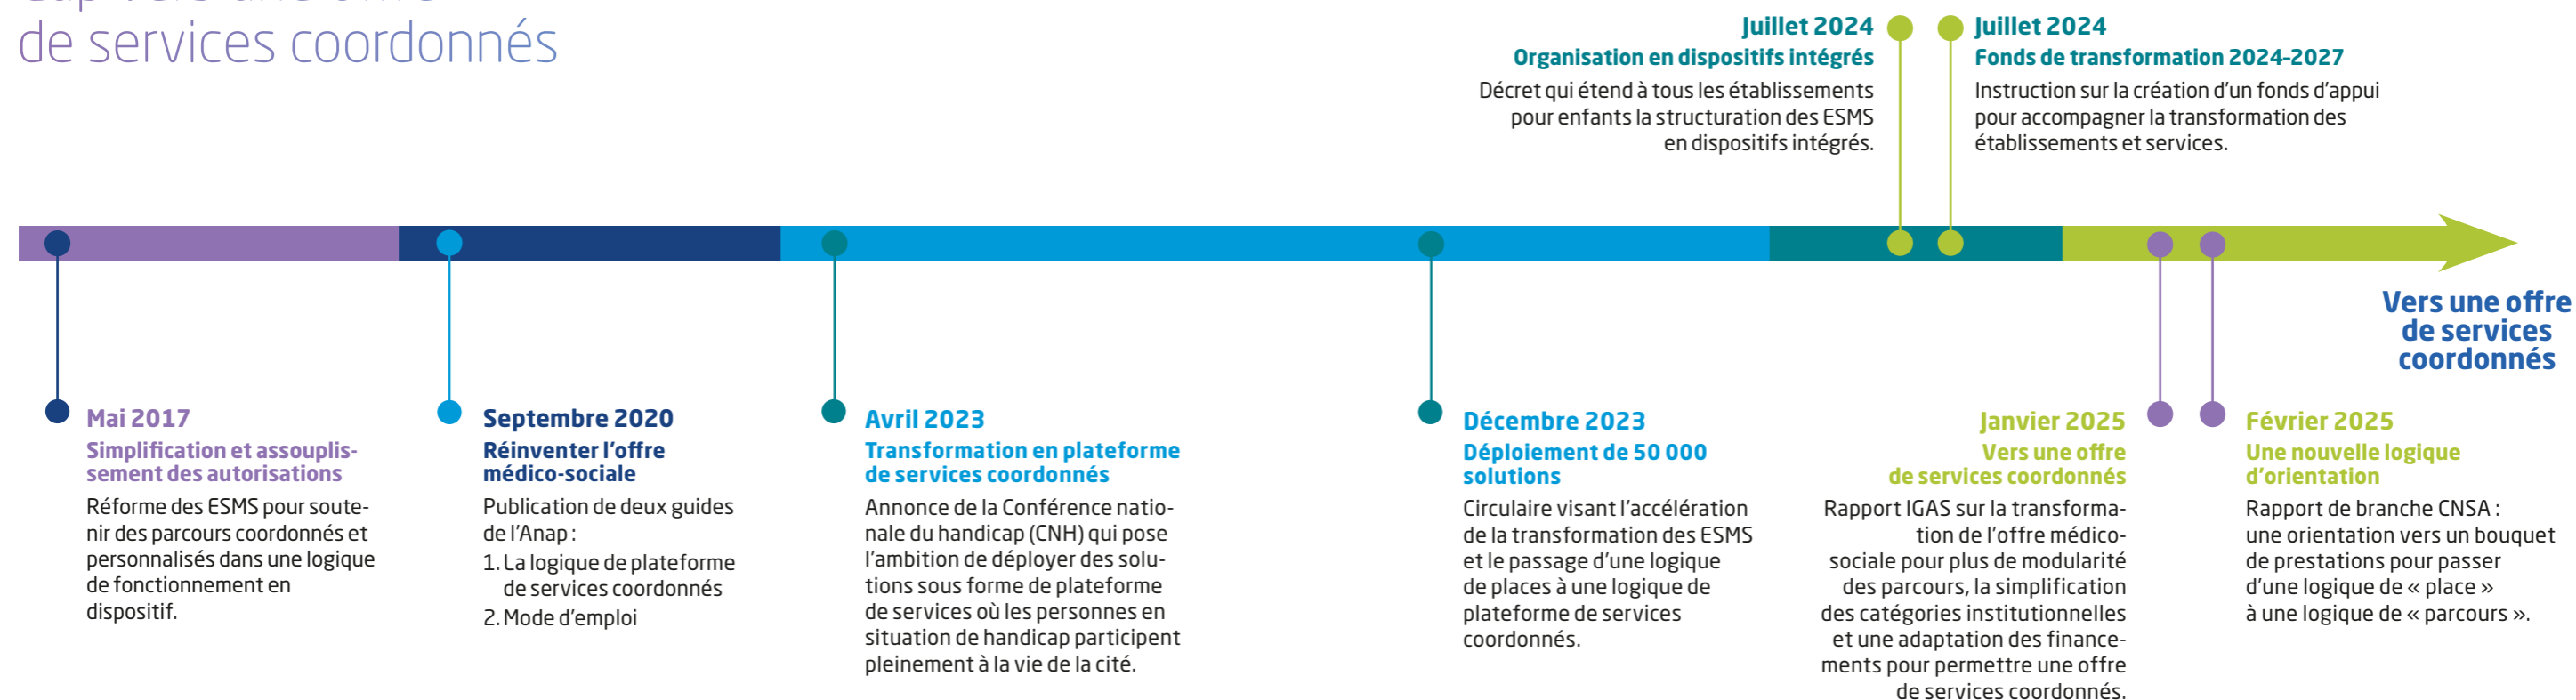 de services coordonnés
Juillet 2024
Organisation en dispositifs intégrés
Décret qui étend à tous les établissements
pour enfants la structuration des ESMS
en dispositifs intégrés.
Juillet 2024
Fonds de transformation 2024-2027
Instruction sur la création d'un fonds d'appui
pour accompagner la transformation des
établissements et services.
Vers une offre
de services
coordonnés
Mai 2017
Simplification et assouplis-
sement des autorisations
Réforme des ESMS pour soute-
nir des parcours coordonnés et
personnalisés dans une logique
de fonctionnement en
dispositif.
Septembre 2020
Réinventer l'offre
médico-sociale
Publication de deux guides
de l'Anap :
1. La logique de plateforme
de services coordonnés
2. Mode d'emploi
Avril 2023
Transformation en plateforme
de services coordonnés
Annonce de la Conférence natio-
nale du handicap (CNH) qui pose
l'ambition de déployer des solu-
tions sous forme de plateforme
de services où les personnes en
situation de handicap participent
pleinement à la vie de la cité.
Décembre 2023
Déploiement de 50 000
solutions
Circulaire visant l'accélération
de la transformation des ESMS
et le passage d'une logique
de places à une logique de
plateforme de services
coordonnés.
Janvier 2025
Vers une offre
de services coordonnés
Rapport IGAS sur la transforma-
tion de l'offre médico-
sociale pour plus de modularité
des parcours, la simplification
des catégories institutionnelles
et une adaptation des finance-
ments pour permettre une offre
de services coordonnés.
Février 2025
Une nouvelle logique
d'orientation
Rapport de branche CNSA :
une orientation vers un bouquet
de prestations pour passer
d'une logique de « place »
à une logique de « parcours ».